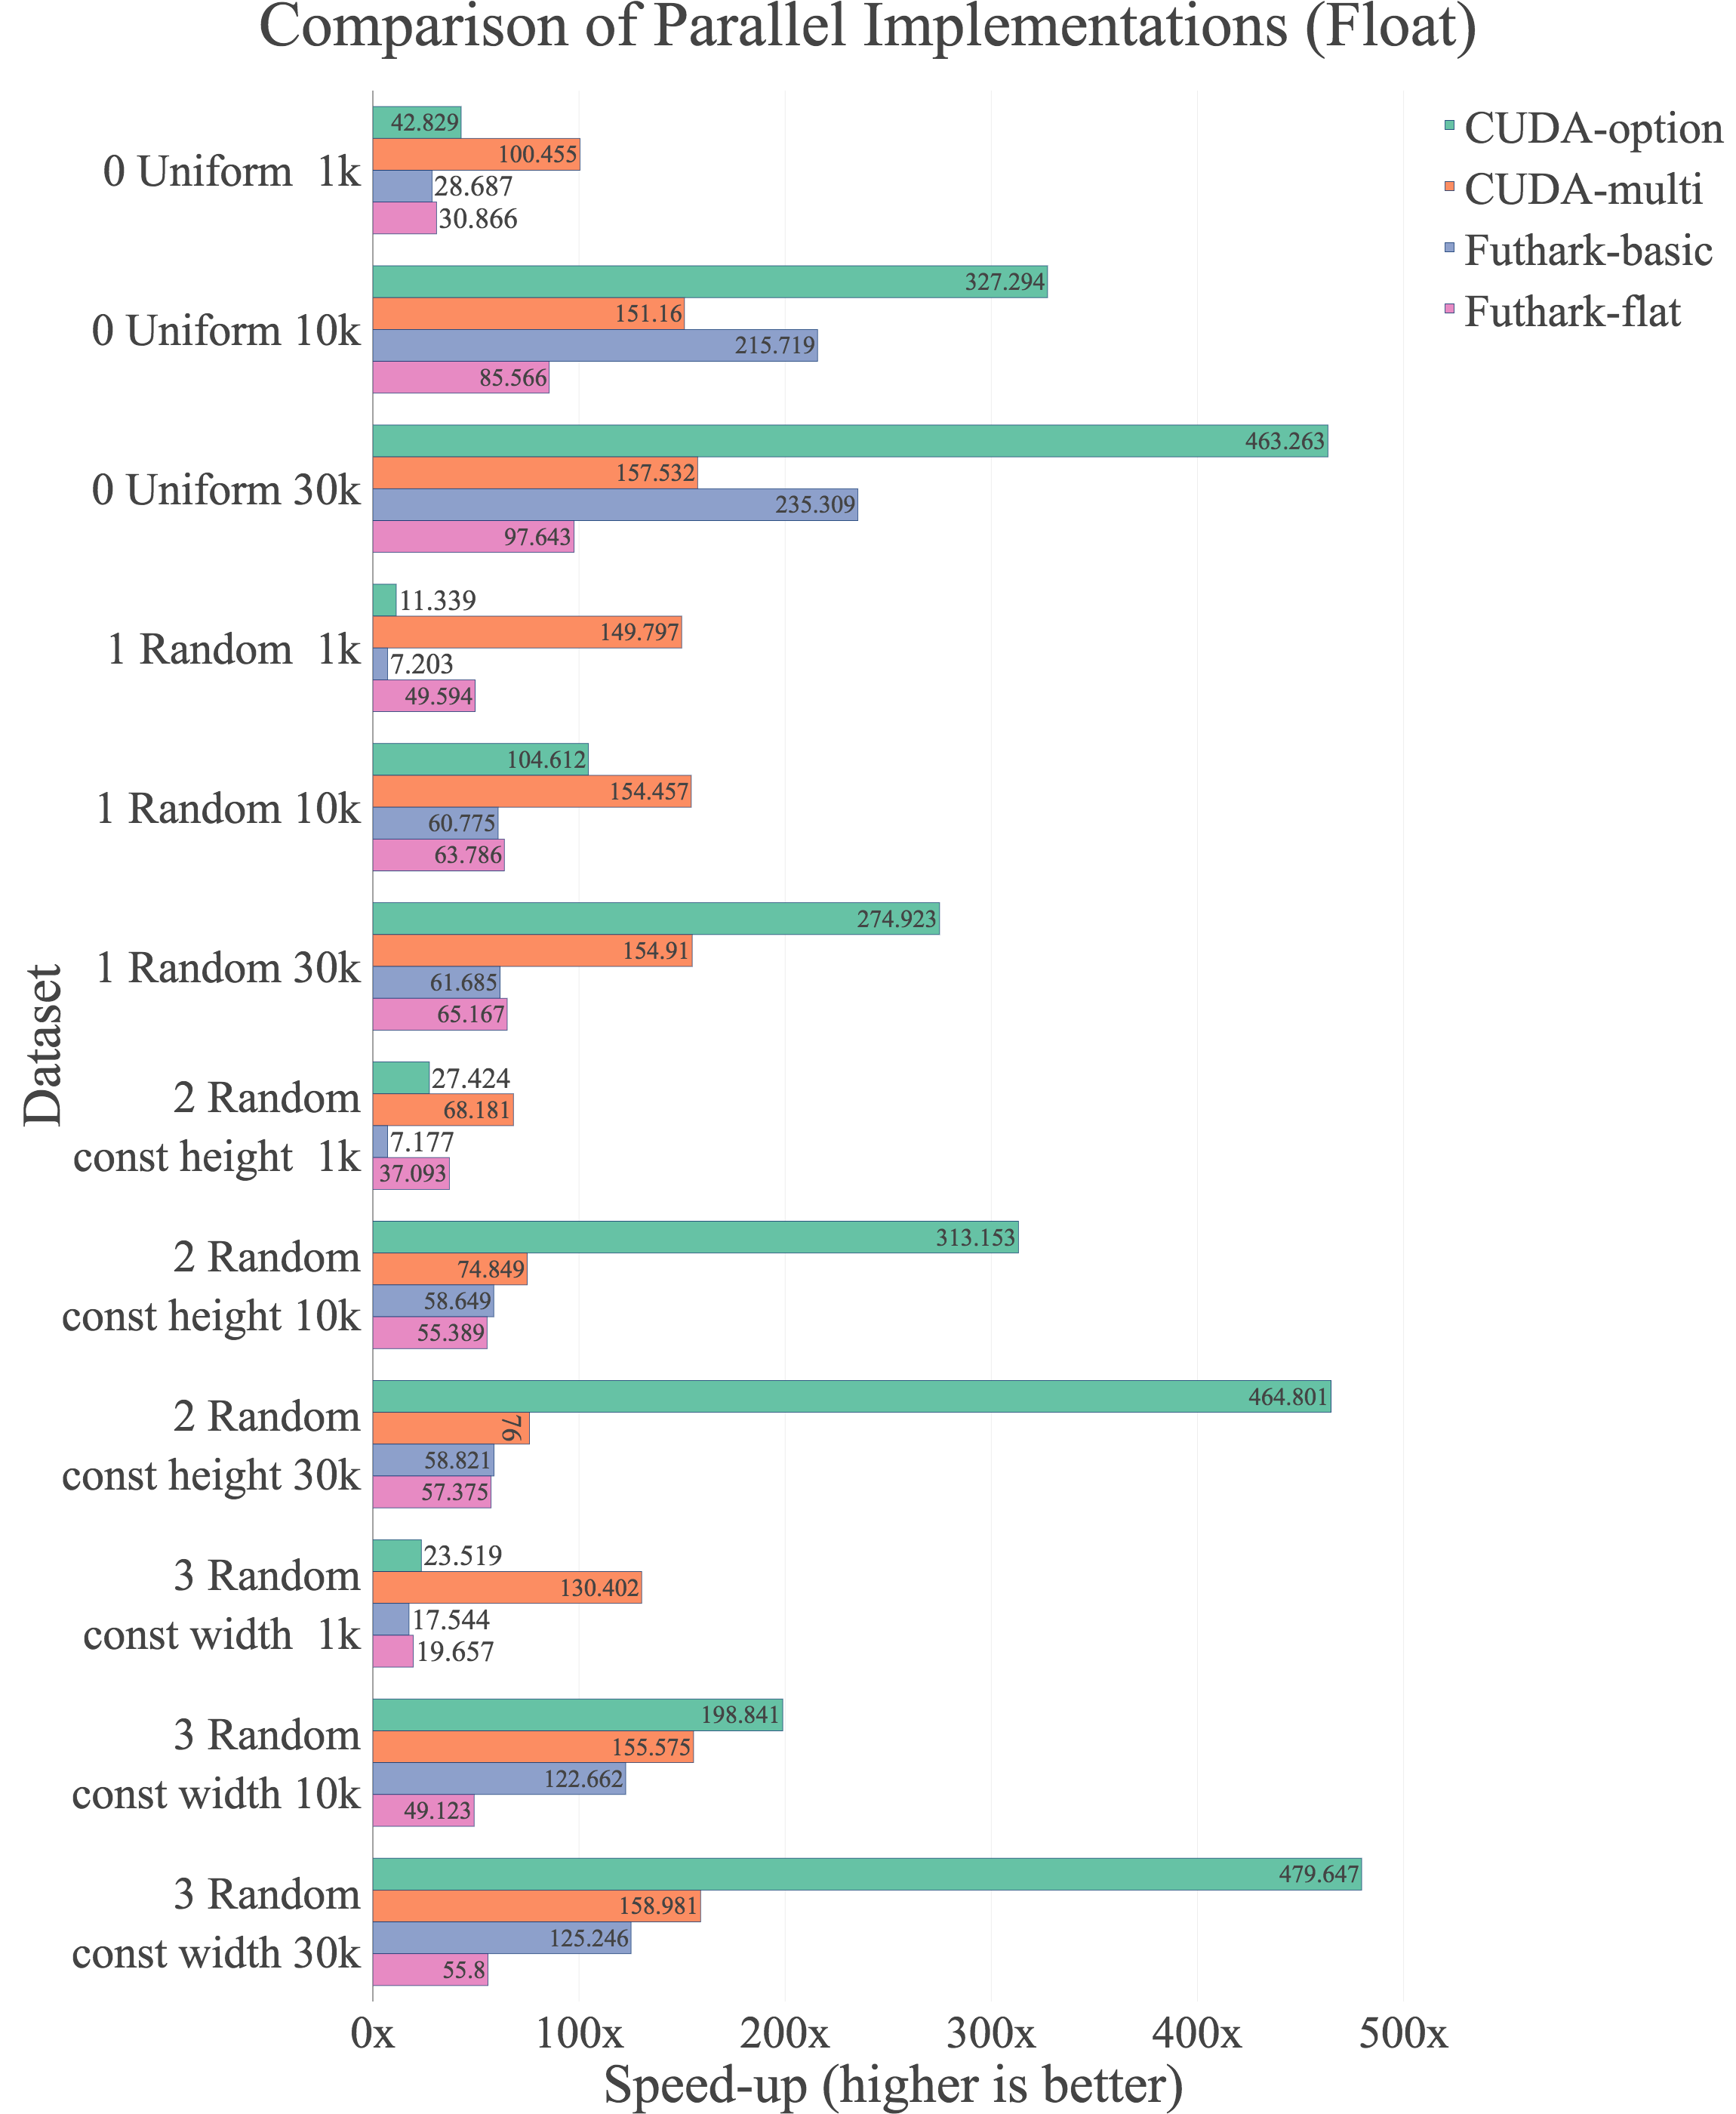 Comparison of Parallel Implementations (Float)
CUDA-option
CUDA-multi
Futhark-basic
Futhark-flat
Dataset
0 Uniform  1k
42.829
100.455
28.687
30.866
0 Uniform 10k
327.294
151.16
215.719
85.566
0 Uniform 30k
463.263
157.532
235.309
97.643
1 Random  1k
11.339
149.797
7.203
49.594
1 Random 10k
104.612
154.457
60.775
63.786
1 Random 30k
274.923
154.91
61.685
65.167
2 Random
const height  1k
27.424
68.181
7.177
37.093
2 Random
const height 10k
313.153
74.849
58.649
55.389
2 Random
const height 30k
464.801
76
58.821
57.375
3 Random
const width  1k
23.519
130.402
17.544
19.657
3 Random
const width 10k
198.841
155.575
122.662
49.123
3 Random
const width 30k
479.647
158.981
125.246
55.8
0x 100x 200x 300x 400x 500x
Speed-up (higher is better)